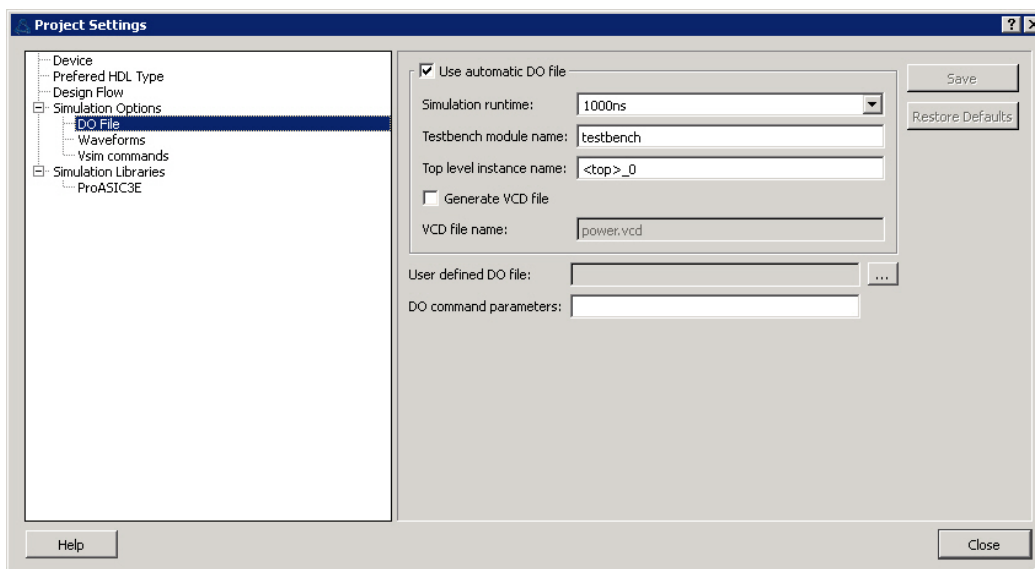 Project Settings
Device
Prefered HDL Type
Design Flow
Simulation Options
DO File
Waveforms
Vsim commands
Simulation Libraries
ProASIC3E
Use automatic DO file
Simulation runtime: 1000ns
Testbench module name: testbench
Top level instance name: <top>_0
Generate VCD file
VCD file name: power.vcd
User defined DO file: ...
DO command parameters:
Save
Restore Defaults
Help
Close